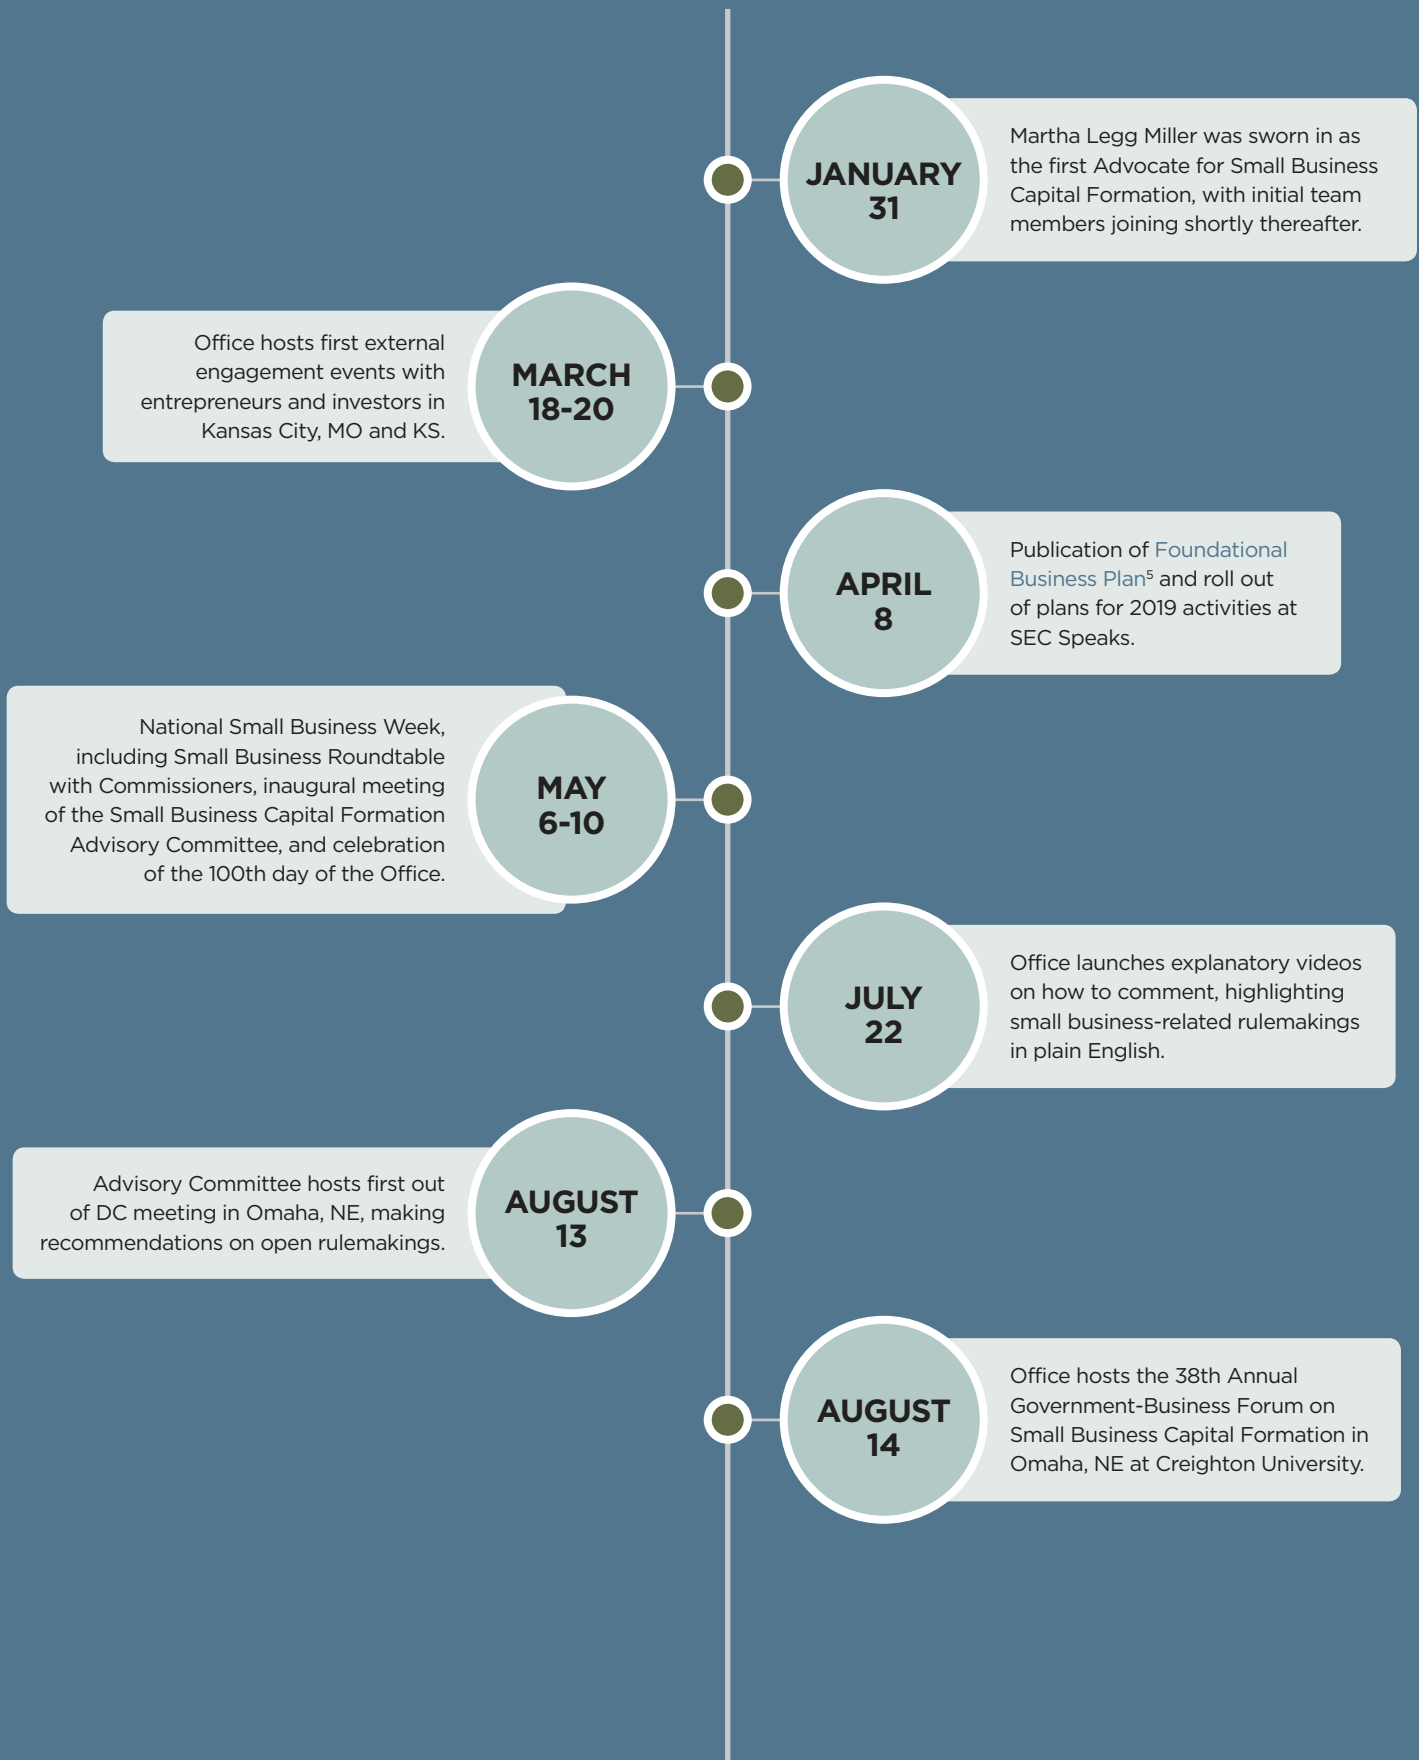 JANUARY
31
Martha Legg Miller was sworn in as
the first Advocate for Small Business
Capital Formation, with initial team
members joining shortly thereafter.
Office hosts first external
engagement events with
entrepreneurs and investors in
Kansas City, MO and KS.
MARCH
18-20
APRIL
8
Publication of Foundational
Business Plan⁵ and roll out
of plans for 2019 activities at
SEC Speaks.
National Small Business Week,
including Small Business Roundtable
with Commissioners, inaugural meeting
of the Small Business Capital Formation
Advisory Committee, and celebration
of the 100th day of the Office.
MAY
6-10
JULY
22
Office launches explanatory videos
on how to comment, highlighting
small business-related rulemakings
in plain English.
Advisory Committee hosts first out
of DC meeting in Omaha, NE, making
recommendations on open rulemakings.
AUGUST
13
AUGUST
14
Office hosts the 38th Annual
Government-Business Forum on
Small Business Capital Formation in
Omaha, NE at Creighton University.